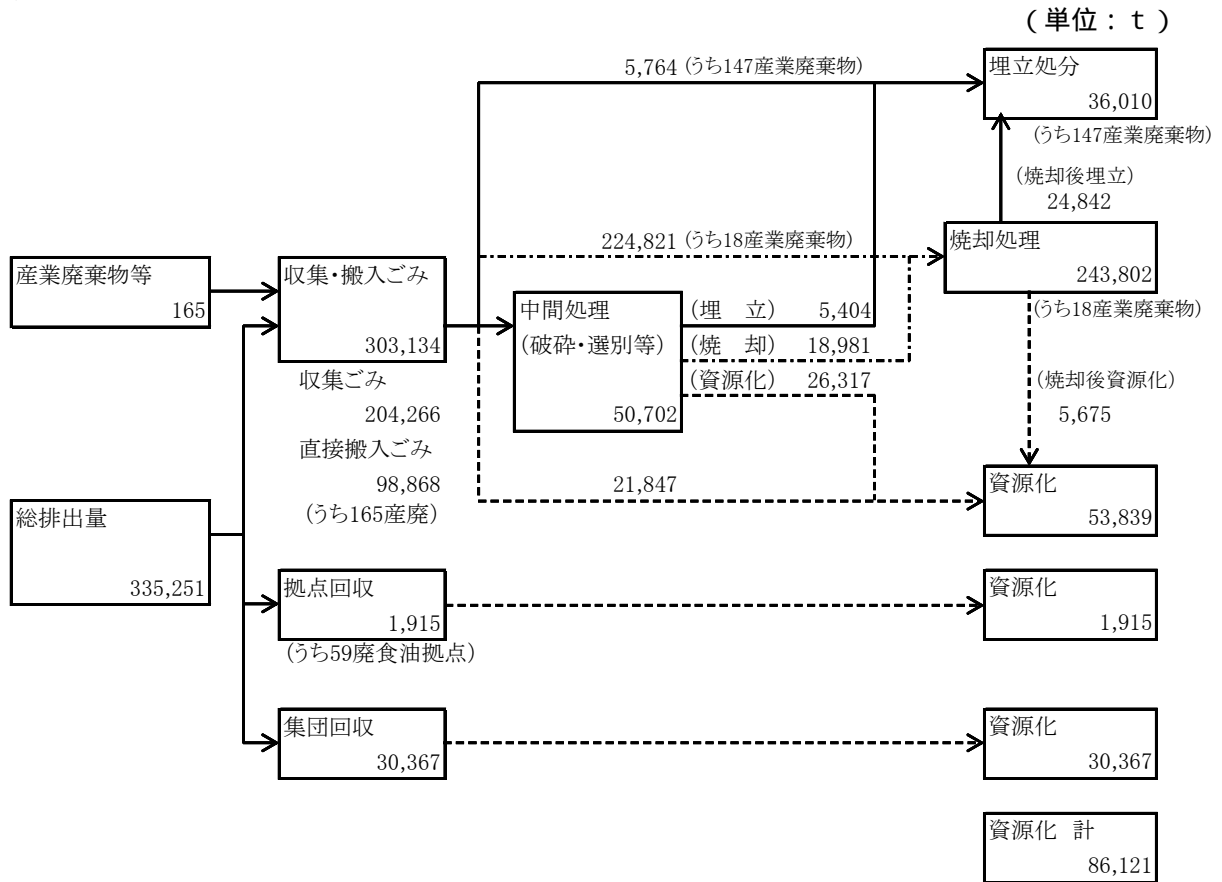 （単位：ｔ）
5,764 (うち147産業廃棄物)
埋立処分
36,010
(うち147産業廃棄物)
(焼却後埋立)
24,842
224,821 (うち18産業廃棄物)
焼却処理
243,802
(うち18産業廃棄物)
産業廃棄物等
165
収集・搬入ごみ
303,134
収集ごみ
204,266
直接搬入ごみ
98,868
(うち165産廃)
中間処理
(破砕・選別等)
50,702
(埋　立)　5,404
(焼　却)　18,981
(資源化)　26,317
(焼却後資源化)
5,675
21,847
資源化
53,839
総排出量
335,251
拠点回収
1,915
(うち59廃食油拠点)
資源化
1,915
集団回収
30,367
資源化
30,367
資源化　計
86,121